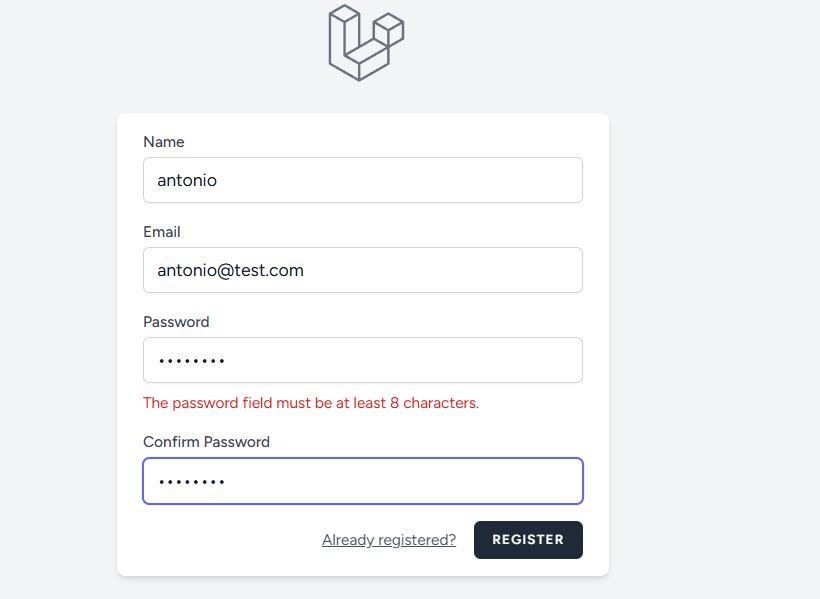 Name
antonio
Email
antonio@test.com
Password
••••••••
The password field must be at least 8 characters.
Confirm Password
••••••••
Already registered? REGISTER